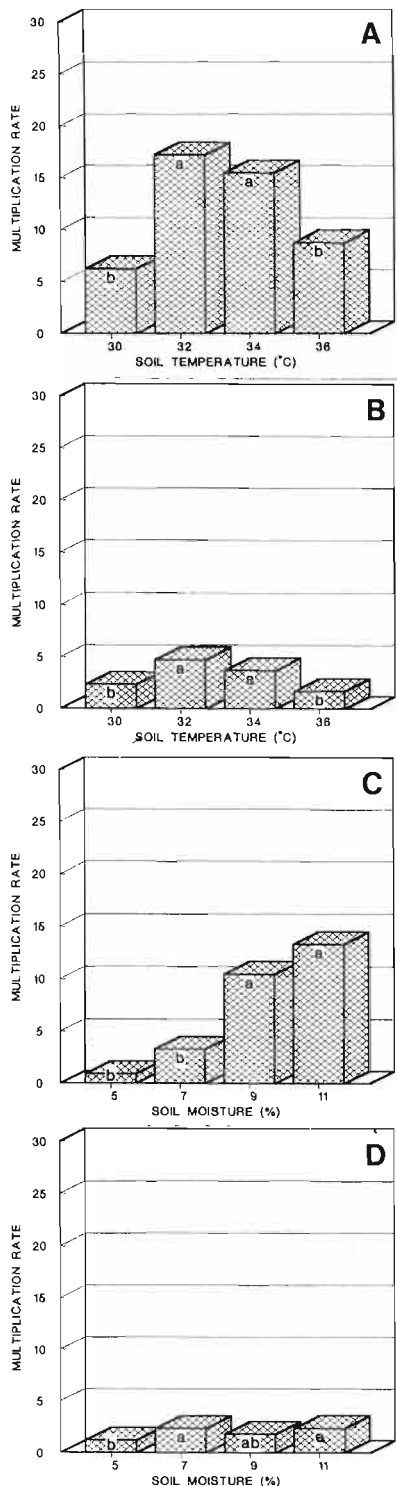 A
30
25
20
15
10
5
0
MULTIPLICATION RATE
b a a b
30 32 34 36
SOIL TEMPERATURE (°C)
B
30
25
20
15
10
5
0
MULTIPLICATION RATE
b a a b
30 32 34 36
SOIL TEMPERATURE (°C)
C
30
25
20
15
10
5
0
MULTIPLICATION RATE
b b a a
5 7 9 11
SOIL MOISTURE (%)
D
30
25
20
15
10
5
0
MULTIPLICATION RATE
b a ab a
5 7 9 11
SOIL MOISTURE (%)